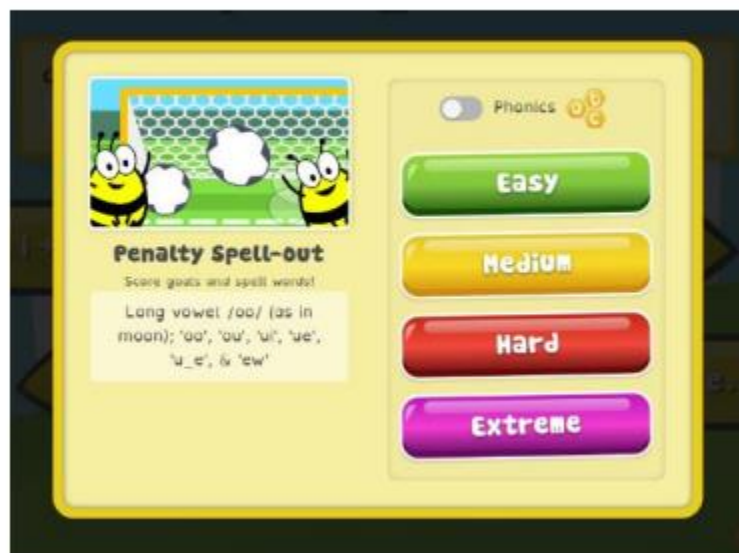 Penalty Spell-out
Score goals and spell words!
Long vowel /oo/ (as in
moon); 'oo', 'ou', 'ui', 'ue',
'u_e', & 'ew'
Phonics
a
b
c
Easy
Medium
Hard
Extreme